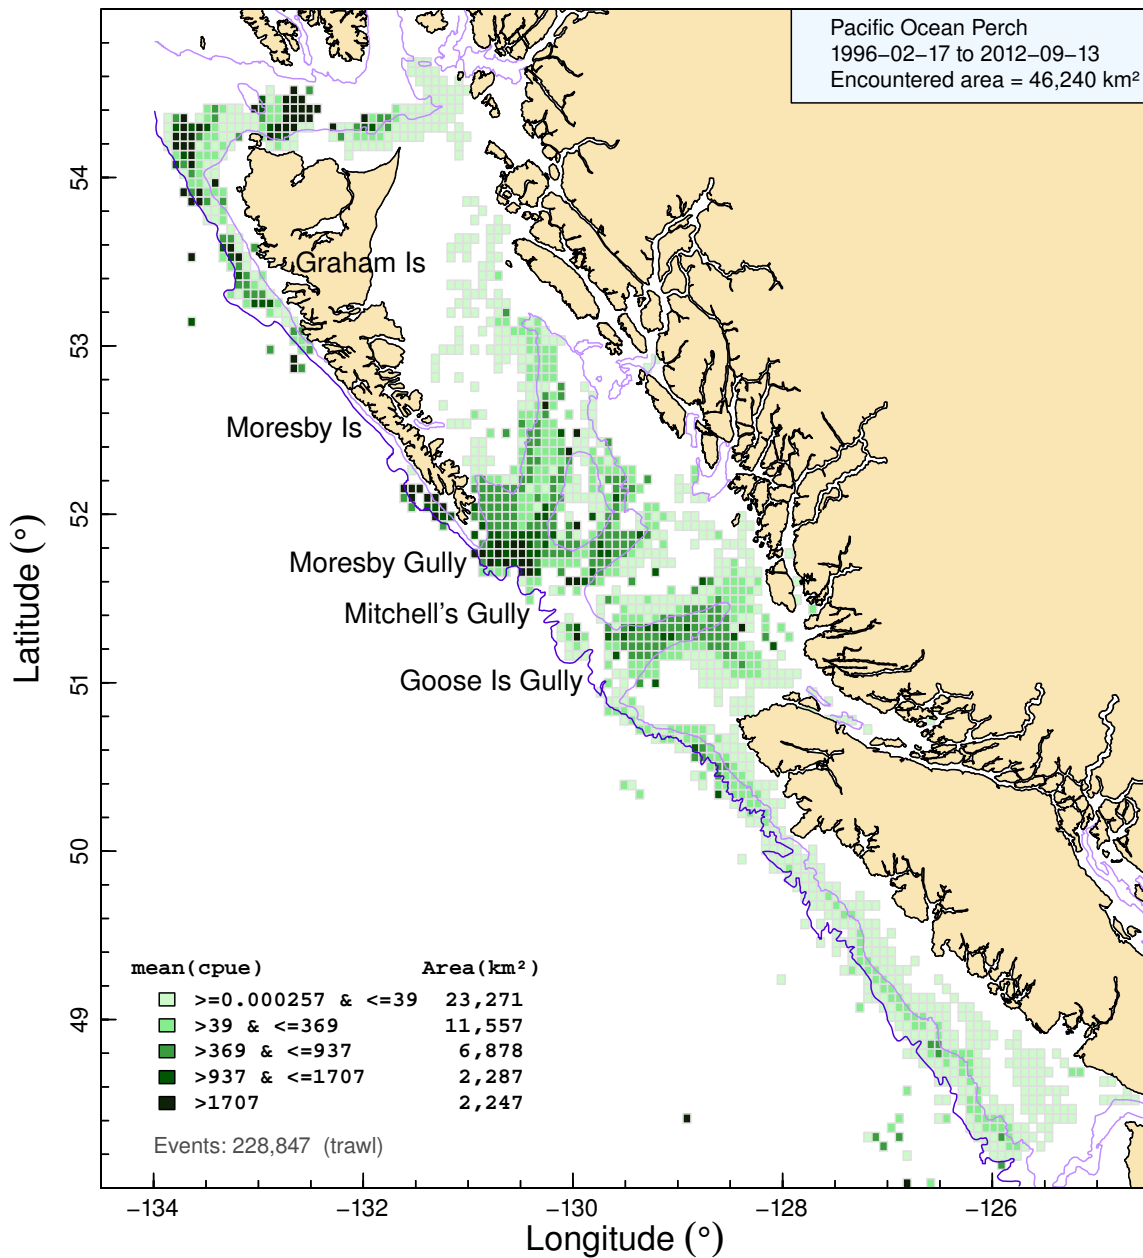 Pacific Ocean Perch
1996−02−17 to 2012−09−13
Encountered area = 46,240 km²
54
Graham Is
53
Moresby Is
52
Moresby Gully
Mitchell's Gully
Goose Is Gully
51
50
49
Latitude (°)
mean(cpue) Area(km²)
>=0.000257 & <=39 23,271
>39 & <=369 11,557
>369 & <=937 6,878
>937 & <=1707 2,287
>1707 2,247
Events: 228,847 (trawl)
−134 −132 −130 −128 −126
Longitude (°)